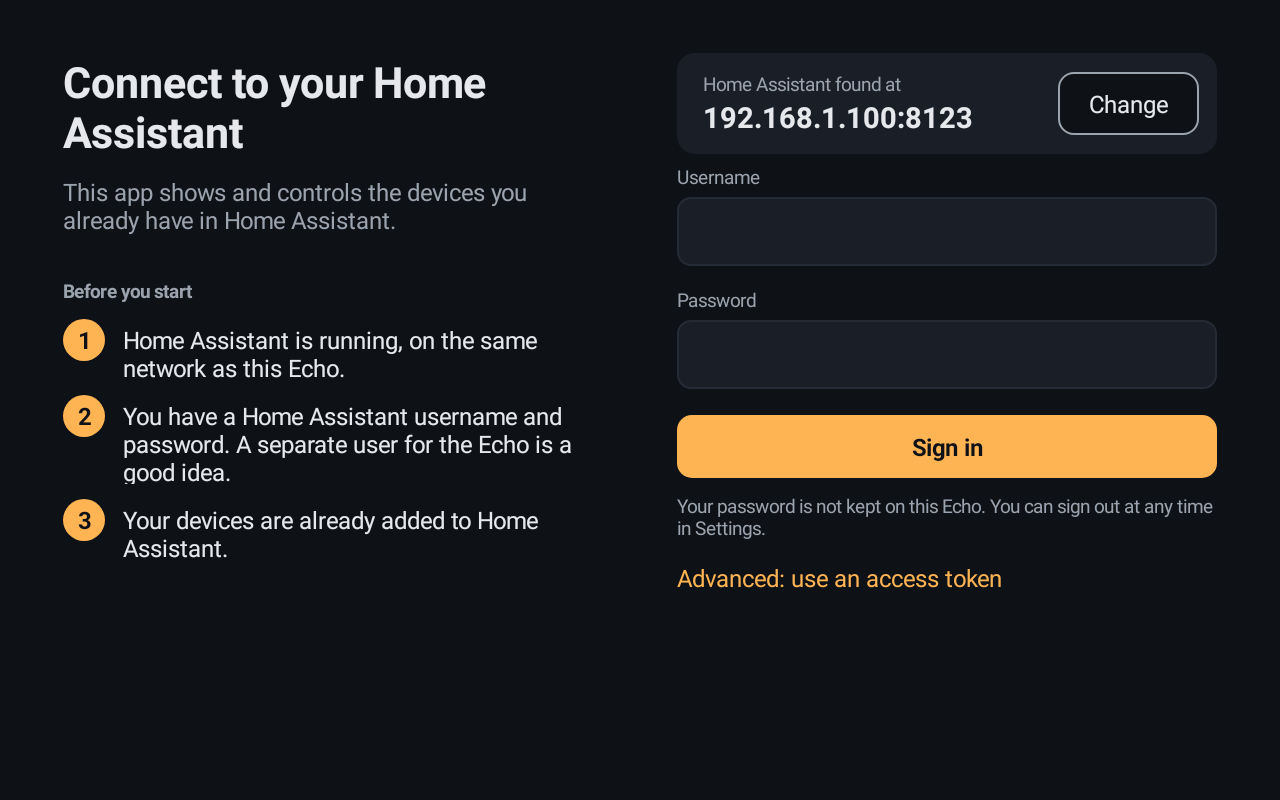 Connect to your Home
Assistant
This app shows and controls the devices you
already have in Home Assistant.
Before you start
1 Home Assistant is running, on the same
network as this Echo.
2 You have a Home Assistant username and
password. A separate user for the Echo is a
good idea.
3 Your devices are already added to Home
Assistant.
Home Assistant found at
192.168.1.100:8123
Change
Username
Password
Sign in
Your password is not kept on this Echo. You can sign out at any time
in Settings.
Advanced: use an access token